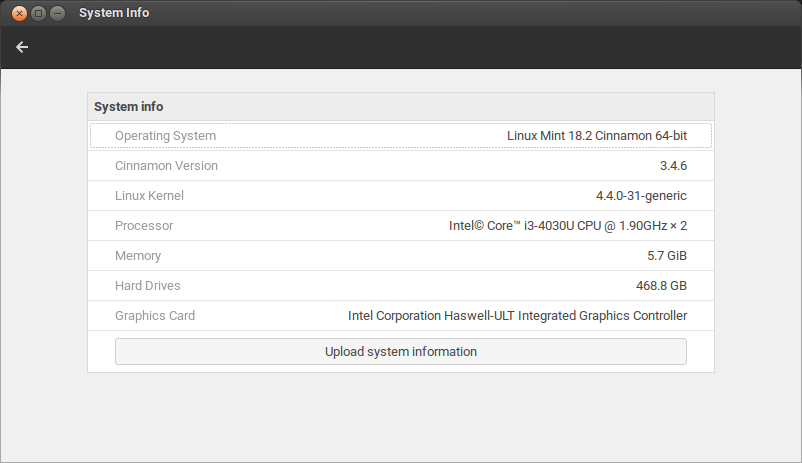 System Info
System info
Operating System Linux Mint 18.2 Cinnamon 64-bit
Cinnamon Version 3.4.6
Linux Kernel 4.4.0-31-generic
Processor Intel© Core™ i3-4030U CPU @ 1.90GHz × 2
Memory 5.7 GiB
Hard Drives 468.8 GB
Graphics Card Intel Corporation Haswell-ULT Integrated Graphics Controller
Upload system information